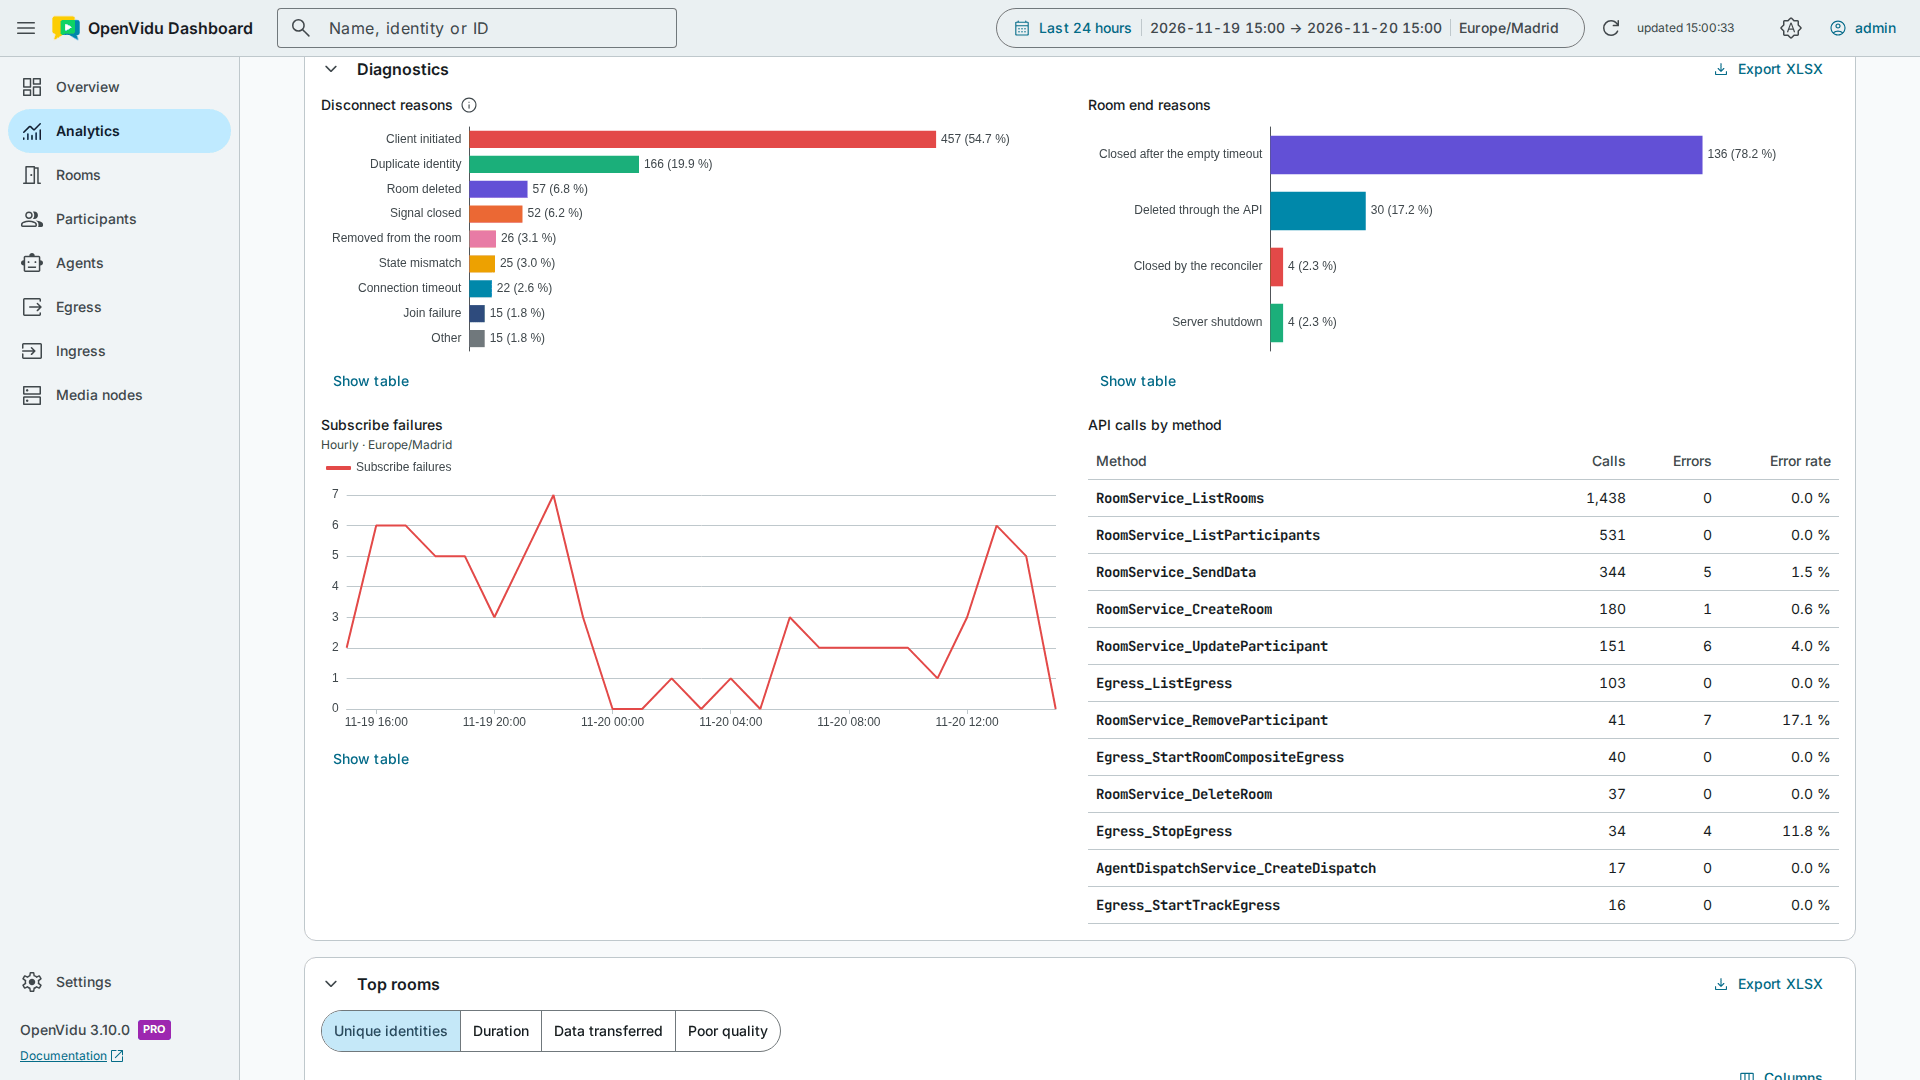 OpenVidu Dashboard
Name, identity or ID
Last 24 hours
2026-11-19 15:00 → 2026-11-20 15:00
Europe/Madrid
updated 15:00:33
admin
Overview
Analytics
Rooms
Participants
Agents
Egress
Ingress
Media nodes
Settings
OpenVidu 3.10.0 PRO
Documentation
Diagnostics
Export XLSX
Disconnect reasons
Client initiated 457 (54.7 %)
Duplicate identity 166 (19.9 %)
Room deleted 57 (6.8 %)
Signal closed 52 (6.2 %)
Removed from the room 26 (3.1 %)
State mismatch 25 (3.0 %)
Connection timeout 22 (2.6 %)
Join failure 15 (1.8 %)
Other 15 (1.8 %)
Show table
Room end reasons
Closed after the empty timeout 136 (78.2 %)
Deleted through the API 30 (17.2 %)
Closed by the reconciler 4 (2.3 %)
Server shutdown 4 (2.3 %)
Show table
Subscribe failures
Hourly · Europe/Madrid
Subscribe failures
7
6
5
4
3
2
1
0
11-19 16:00 11-19 20:00 11-20 00:00 11-20 04:00 11-20 08:00 11-20 12:00
Show table
API calls by method
Method Calls Errors Error rate
RoomService_ListRooms 1,438 0 0.0 %
RoomService_ListParticipants 531 0 0.0 %
RoomService_SendData 344 5 1.5 %
RoomService_CreateRoom 180 1 0.6 %
RoomService_UpdateParticipant 151 6 4.0 %
Egress_ListEgress 103 0 0.0 %
RoomService_RemoveParticipant 41 7 17.1 %
Egress_StartRoomCompositeEgress 40 0 0.0 %
RoomService_DeleteRoom 37 0 0.0 %
Egress_StopEgress 34 4 11.8 %
AgentDispatchService_CreateDispatch 17 0 0.0 %
Egress_StartTrackEgress 16 0 0.0 %
Top rooms
Export XLSX
Unique identities Duration Data transferred Poor quality
Columns